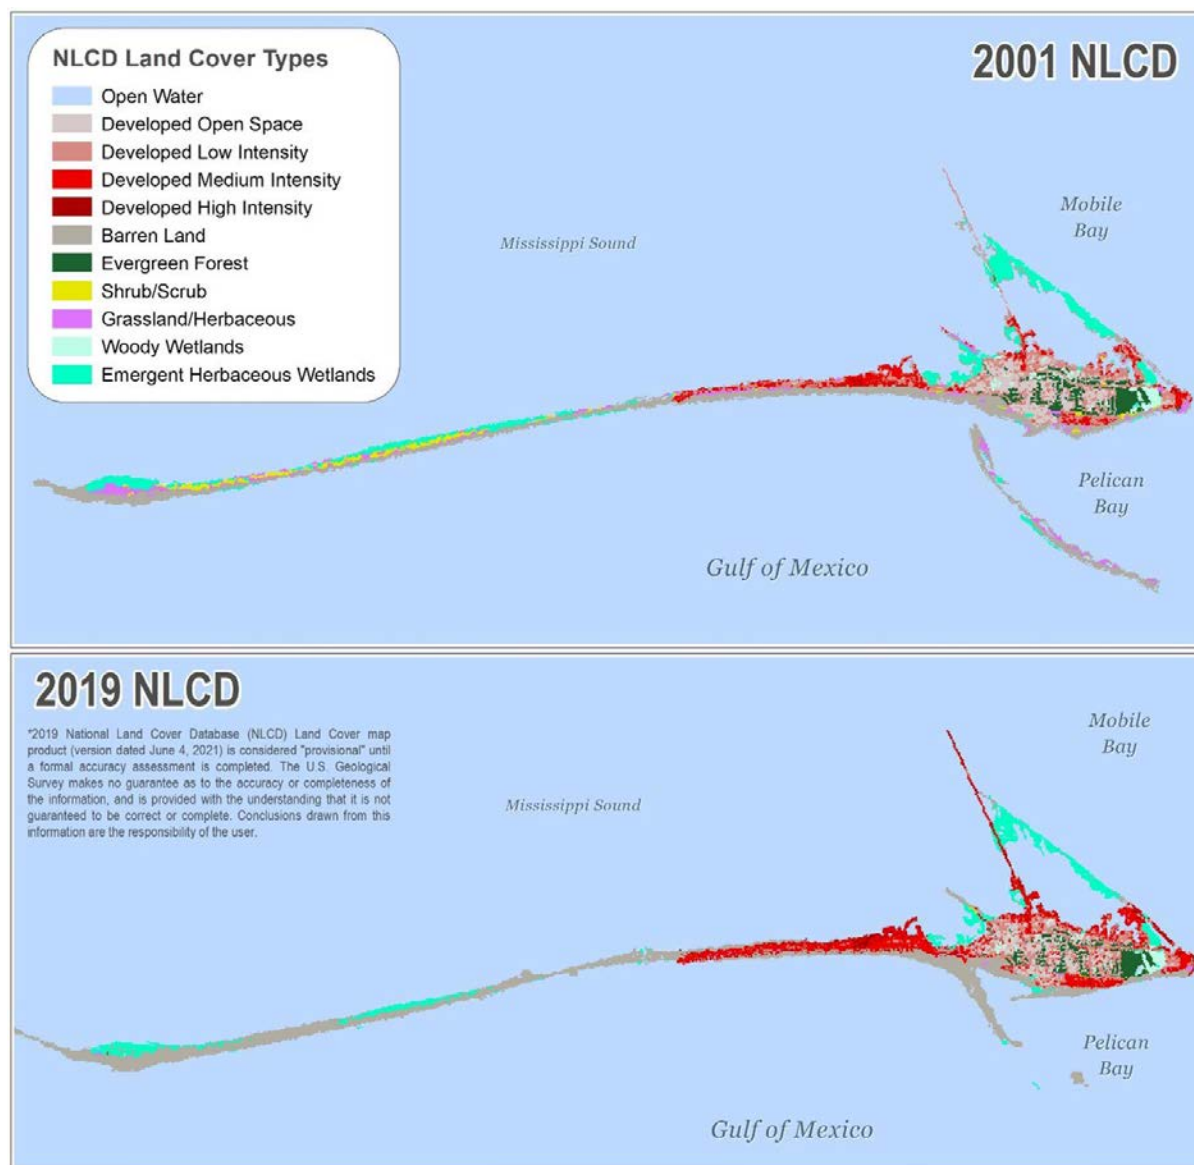 NLCD Land Cover Types
Open Water
Developed Open Space
Developed Low Intensity
Developed Medium Intensity
Developed High Intensity
Barren Land
Evergreen Forest
Shrub/Scrub
Grassland/Herbaceous
Woody Wetlands
Emergent Herbaceous Wetlands
2001 NLCD
Mobile
Bay
Mississippi Sound
Pelican
Bay
Gulf of Mexico
2019 NLCD
*2019 National Land Cover Database (NLCD) Land Cover map
product (version dated June 4, 2021) is considered "provisional" until
a formal accuracy assessment is completed. The U.S. Geological
Survey makes no guarantee as to the accuracy or completeness of
the information, and is provided with the understanding that it is not
guaranteed to be correct or complete. Conclusions drawn from this
information are the responsibility of the user.
Mobile
Bay
Mississippi Sound
Pelican
Bay
Gulf of Mexico